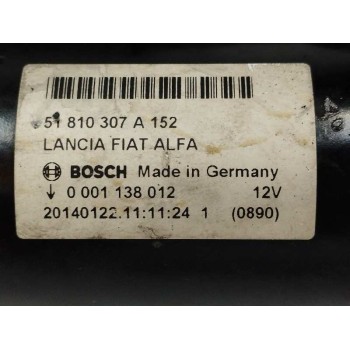 51 810 307 A 152
LANCIA FIAT ALFA
BOSCH Made in Germany
↓ 0 001 138 012 12V
20140122.11:11:24 1 (0890)